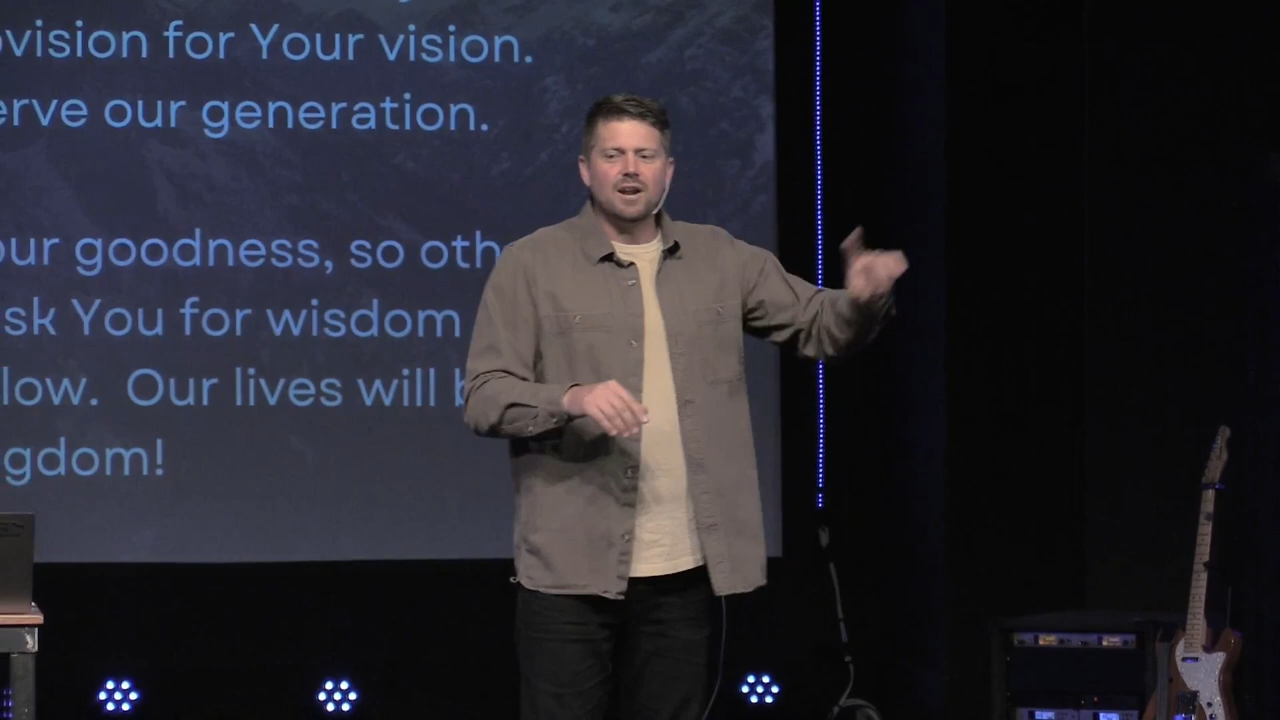 ovision for Your vision.
erve our generation.
our goodness, so oth
sk You for wisdom
low. Our lives will b
gdom!